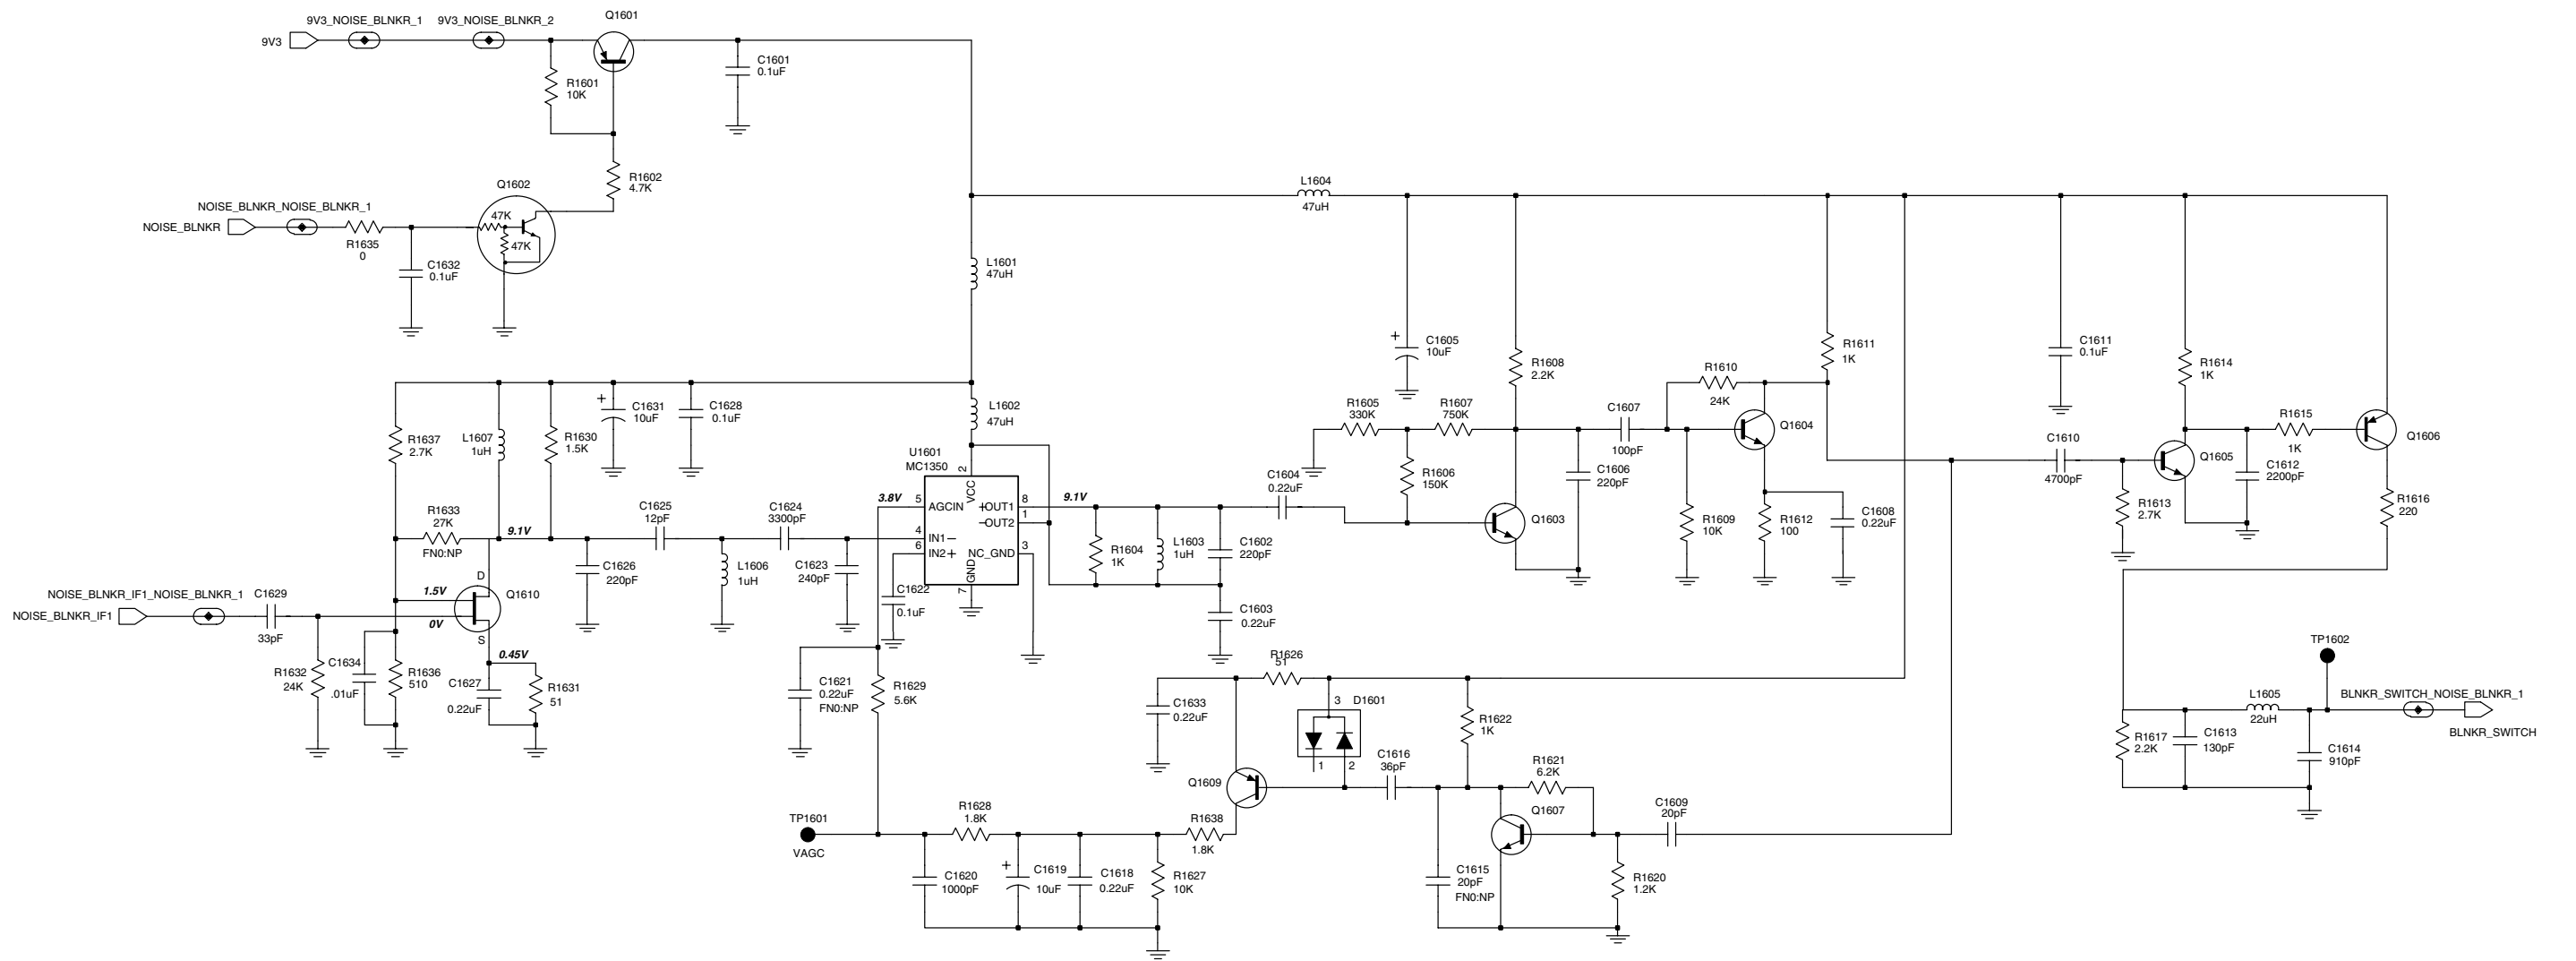 9V3_NOISE_BLNKR_1
9V3_NOISE_BLNKR_2
Q1601
9V3
R1601
10K
C1601
0.1uF
R1602
4.7K
Q1602
47K
47K
NOISE_BLNKR_NOISE_BLNKR_1
NOISE_BLNKR
R1635
0
C1632
0.1uF
L1604
47uH
L1601
47uH
C1605
10uF
+
R1608
2.2K
R1611
1K
C1611
0.1uF
R1614
1K
R1610
24K
L1602
47uH
+
C1631
10uF
C1628
0.1uF
R1637
2.7K
L1607
1uH
R1630
1.5K
R1605
330K
R1607
750K
C1607
100pF
Q1604
R1615
1K
Q1606
C1610
4700pF
Q1605
C1612
2200pF
U1601
MC1350
2
VCC
R1606
150K
C1606
220pF
C1604
0.22uF
3.8V
5
AGCIN
+OUT1
8
9.1V
−OUT2
1
4
IN1−
6
IN2+
NC_GND
3
GND
7
R1633
27K
FN0:NP
9.1V
C1625
12pF
C1624
3300pF
Q1603
R1609
10K
R1612
100
C1608
0.22uF
R1613
2.7K
R1616
220
R1604
1K
L1603
1uH
C1602
220pF
C1626
220pF
L1606
1uH
C1623
240pF
C1622
0.1uF
C1603
0.22uF
NOISE_BLNKR_IF1_NOISE_BLNKR_1
NOISE_BLNKR_IF1
C1629
33pF
1.5V
0V
D
Q1610
S
0.45V
R1632
24K
C1634
.01uF
R1636
510
C1627
0.22uF
R1631
51
C1621
0.22uF
FN0:NP
R1629
5.6K
R1626
51
C1633
0.22uF
3
D1601
1
2
R1622
1K
C1616
36pF
R1621
6.2K
Q1609
Q1607
C1609
20pF
TP1602
L1605
22uH
BLNKR_SWITCH_NOISE_BLNKR_1
BLNKR_SWITCH
R1617
2.2K
C1613
130pF
C1614
910pF
TP1601
VAGC
R1628
1.8K
R1638
1.8K
C1620
1000pF
+
C1619
10uF
C1618
0.22uF
R1627
10K
C1615
20pF
FN0:NP
R1620
1.2K